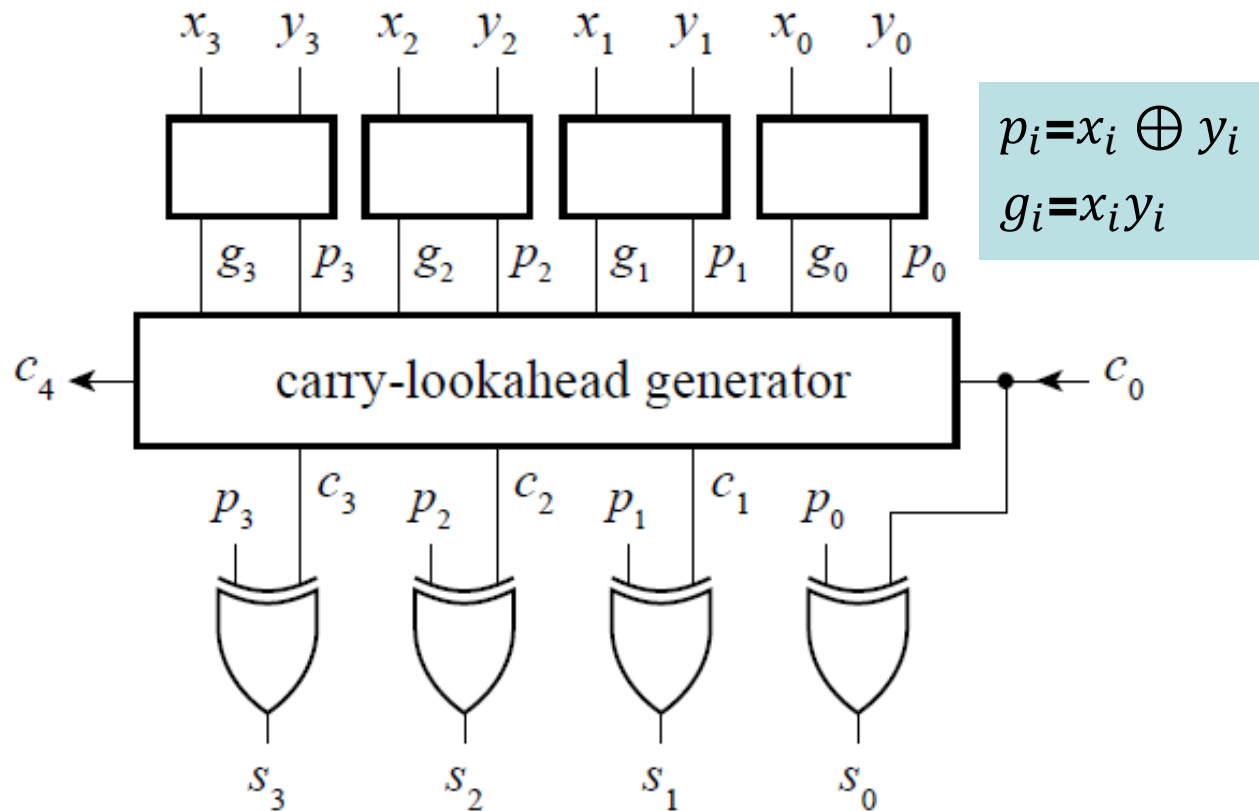 x₃ y₃ x₂ y₂ x₁ y₁ x₀ y₀
pᵢ=xᵢ ⊕ yᵢ
gᵢ=xᵢyᵢ
g₃ p₃ g₂ p₂ g₁ p₁ g₀ p₀
c₄ carry-lookahead generator c₀
p₃ c₃ p₂ c₂ p₁ c₁ p₀
s₃ s₂ s₁ s₀